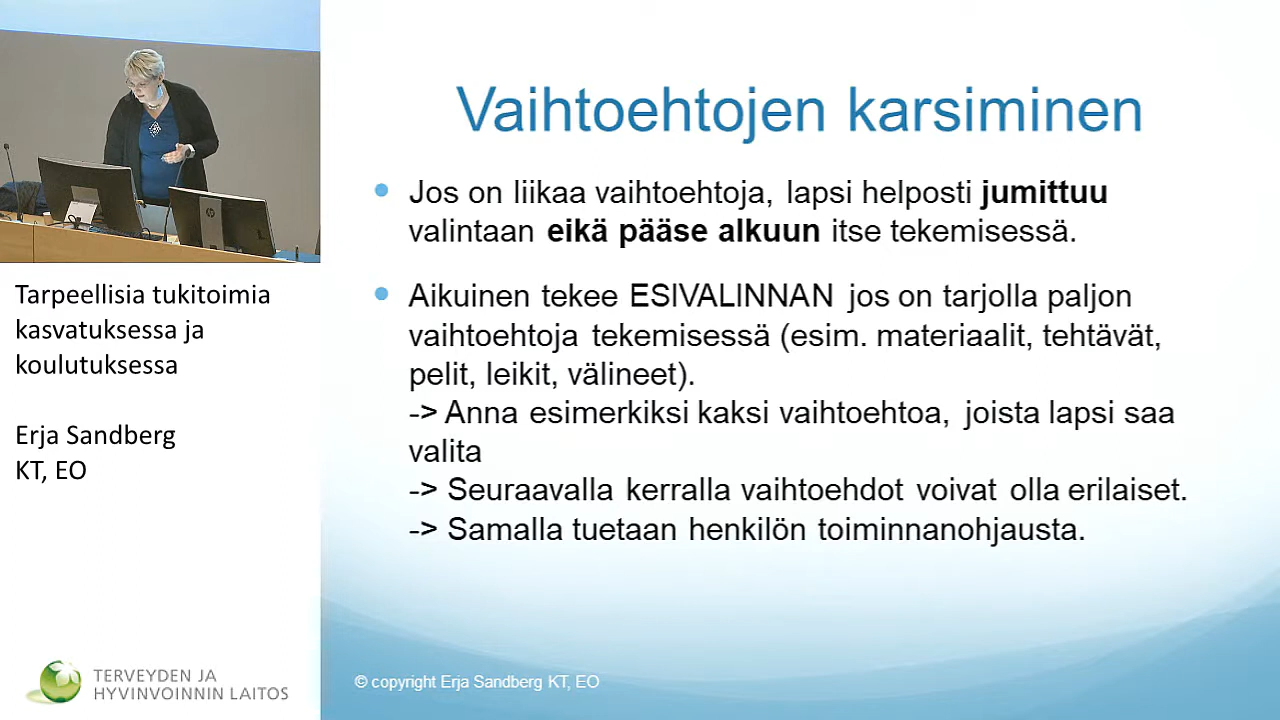 Vaihtoehtojen karsiminen
Jos on liikaa vaihtoehtoja, lapsi helposti jumittuu
valintaan eikä pääse alkuun itse tekemisessä.
Aikuinen tekee ESIVALINNAN jos on tarjolla paljon
vaihtoehtoja tekemisessä (esim. materiaalit, tehtävät,
pelit, leikit, välineet).
-> Anna esimerkiksi kaksi vaihtoehtoa, joista lapsi saa
valita
-> Seuraavalla kerralla vaihtoehdot voivat olla erilaiset.
-> Samalla tuetaan henkilön toiminnanohjausta.
© copyright Erja Sandberg KT, EO
Tarpeellisia tukitoimia
kasvatuksessa ja
koulutuksessa
Erja Sandberg
KT, EO
TERVEYDEN JA
HYVINVOINNIN LAITOS
hp